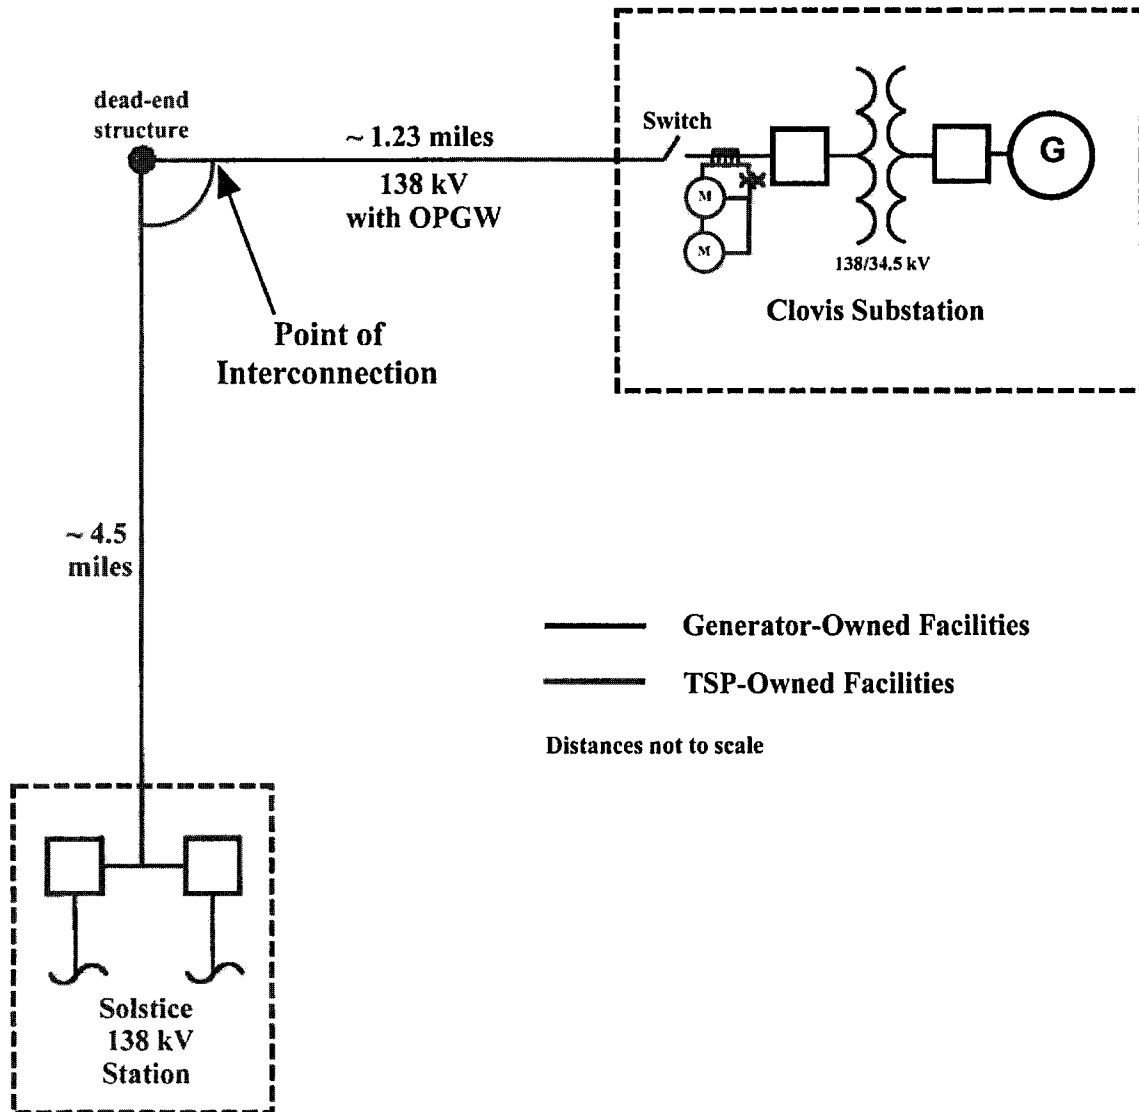 dead-end
structure
~ 1.23 miles
138 kV
with OPGW
Switch
G
M
M
138/34.5 kV
Clovis Substation
Point of
Interconnection
~ 4.5
miles
Generator-Owned Facilities
TSP-Owned Facilities
Distances not to scale
Solstice
138 kV
Station